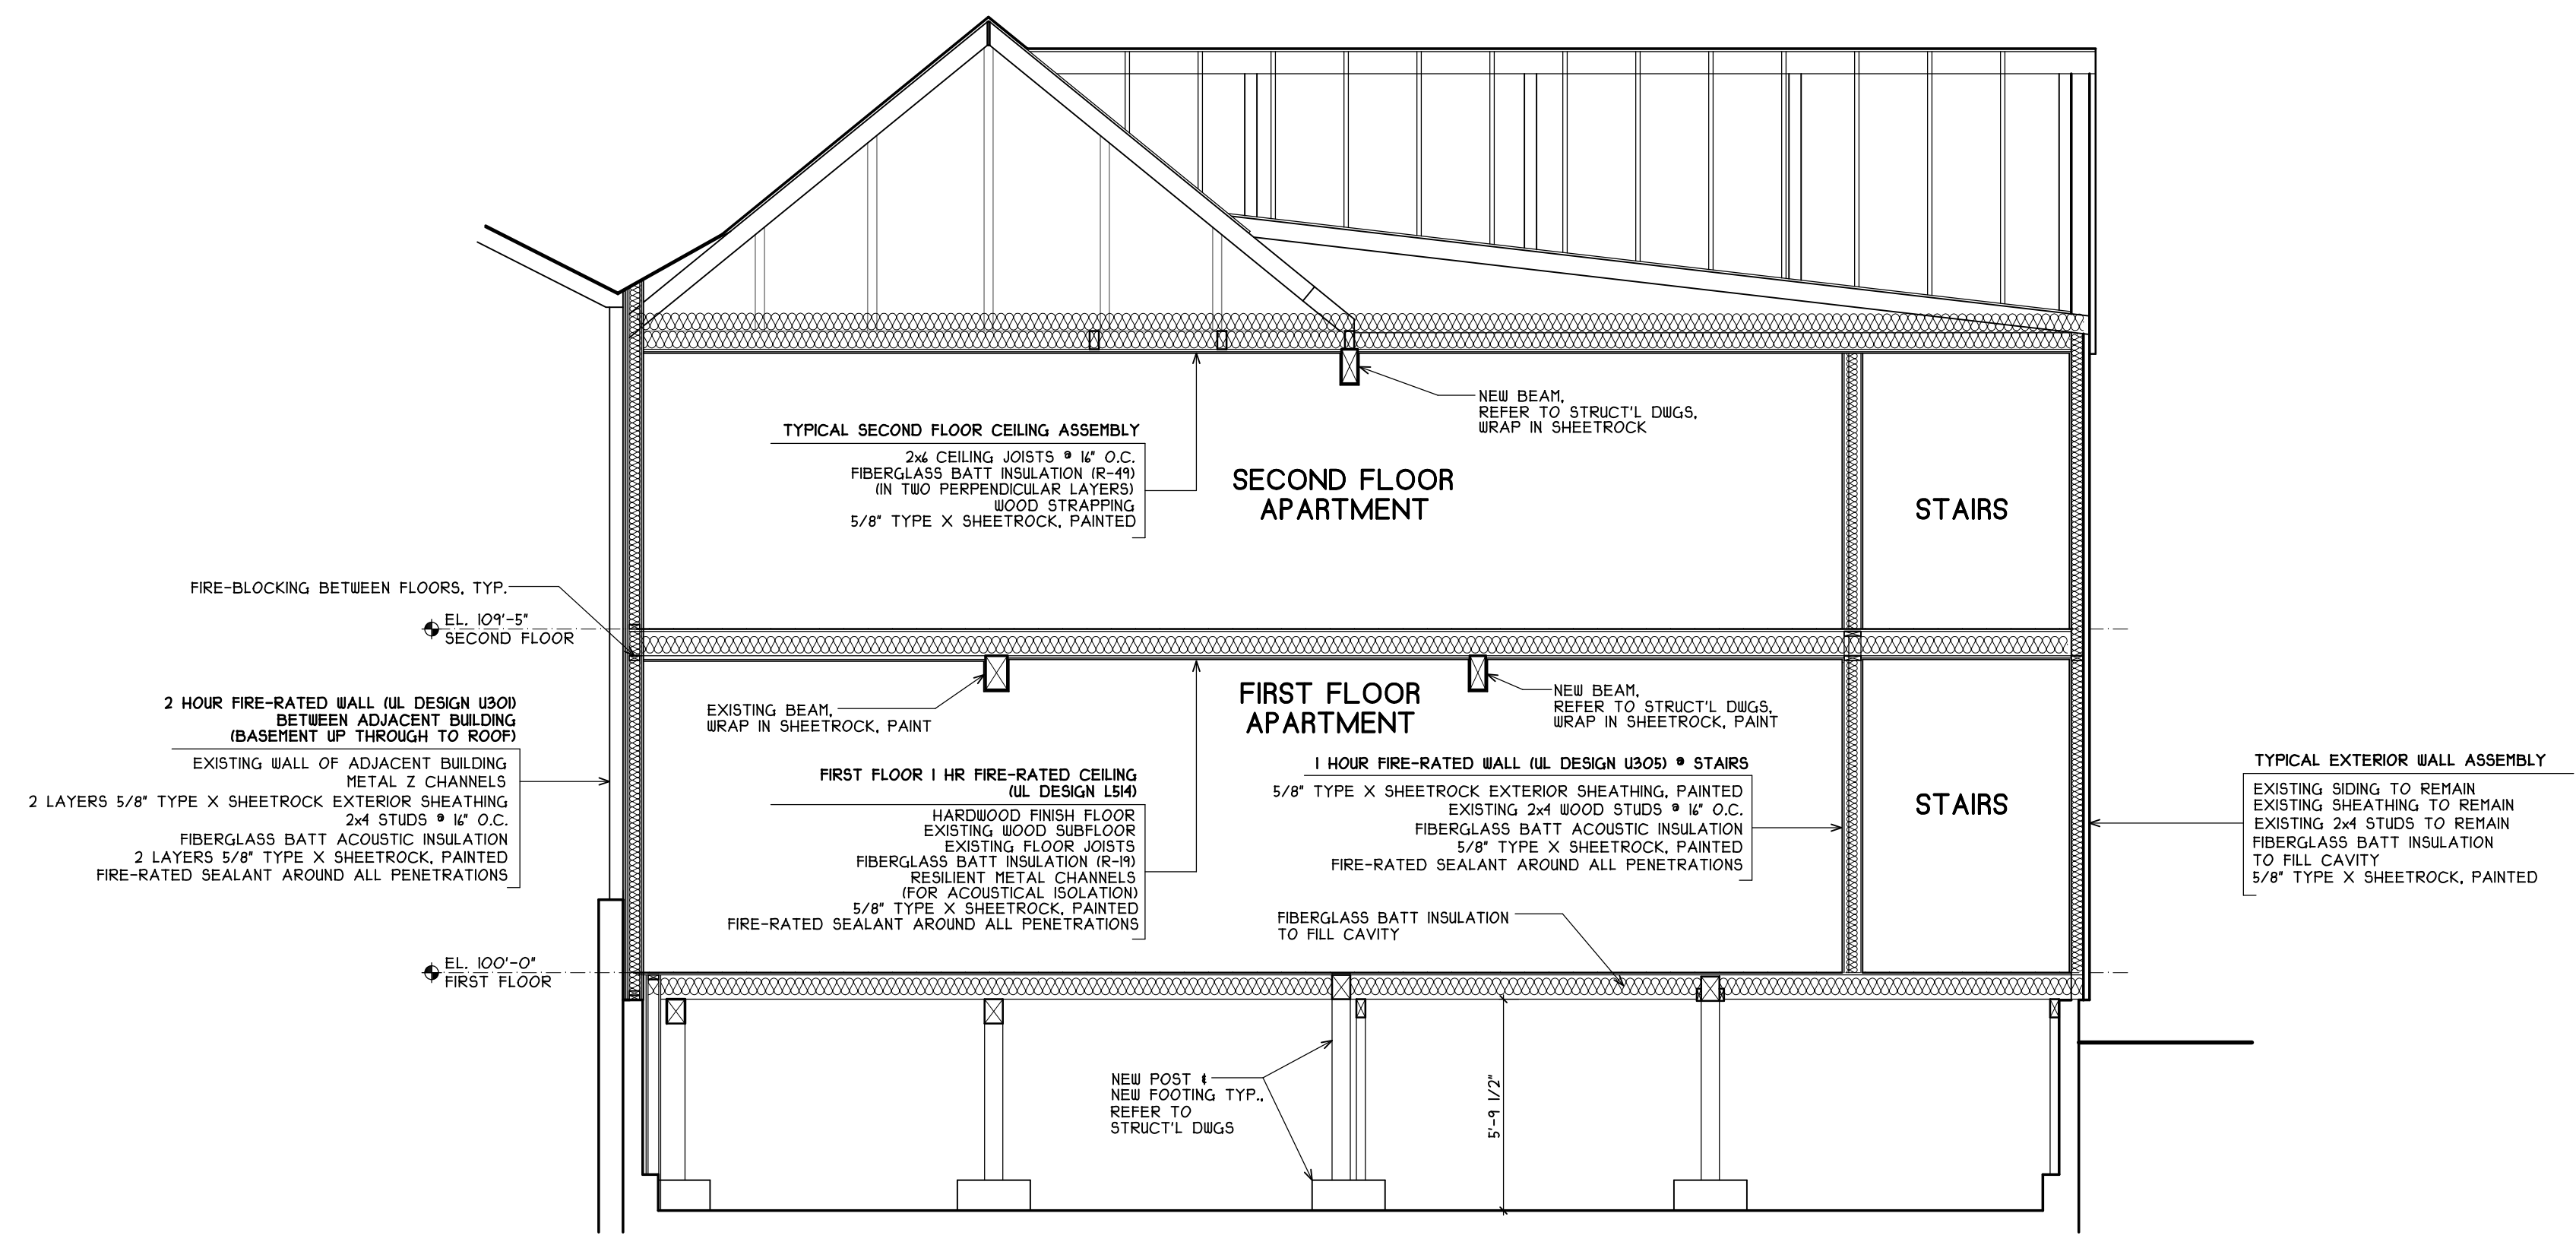 NEW BEAM,
REFER TO STRUCT'L DWGS,
WRAP IN SHEETROCK
TYPICAL SECOND FLOOR CEILING ASSEMBLY
2x6 CEILING JOISTS @ 16" O.C.
FIBERGLASS BATT INSULATION (R-49)
(IN TWO PERPENDICULAR LAYERS)
WOOD STRAPPING
5/8" TYPE X SHEETROCK, PAINTED
SECOND FLOOR
APARTMENT
STAIRS
FIRE-BLOCKING BETWEEN FLOORS, TYP.
EL. 109'-5"
SECOND FLOOR
2 HOUR FIRE-RATED WALL (UL DESIGN U301)
BETWEEN ADJACENT BUILDING
(BASEMENT UP THROUGH TO ROOF)
EXISTING WALL OF ADJACENT BUILDING
METAL Z CHANNELS
2 LAYERS 5/8" TYPE X SHEETROCK EXTERIOR SHEATHING
2x4 STUDS @ 16" O.C.
FIBERGLASS BATT ACOUSTIC INSULATION
2 LAYERS 5/8" TYPE X SHEETROCK, PAINTED
FIRE-RATED SEALANT AROUND ALL PENETRATIONS
EXISTING BEAM,
WRAP IN SHEETROCK, PAINT
FIRST FLOOR
APARTMENT
NEW BEAM,
REFER TO STRUCT'L DWGS,
WRAP IN SHEETROCK, PAINT
FIRST FLOOR 1 HR FIRE-RATED CEILING
(UL DESIGN L514)
HARDWOOD FINISH FLOOR
EXISTING WOOD SUBFLOOR
EXISTING FLOOR JOISTS
FIBERGLASS BATT INSULATION (R-19)
RESILIENT METAL CHANNELS
(FOR ACOUSTICAL ISOLATION)
5/8" TYPE X SHEETROCK, PAINTED
FIRE-RATED SEALANT AROUND ALL PENETRATIONS
1 HOUR FIRE-RATED WALL (UL DESIGN U305) @ STAIRS
5/8" TYPE X SHEETROCK EXTERIOR SHEATHING, PAINTED
EXISTING 2x4 WOOD STUDS @ 16" O.C.
FIBERGLASS BATT ACOUSTIC INSULATION
5/8" TYPE X SHEETROCK, PAINTED
FIRE-RATED SEALANT AROUND ALL PENETRATIONS
STAIRS
TYPICAL EXTERIOR WALL ASSEMBLY
EXISTING SIDING TO REMAIN
EXISTING SHEATHING TO REMAIN
EXISTING 2x4 STUDS TO REMAIN
FIBERGLASS BATT INSULATION
TO FILL CAVITY
5/8" TYPE X SHEETROCK, PAINTED
FIBERGLASS BATT INSULATION
TO FILL CAVITY
EL. 100'-0"
FIRST FLOOR
NEW POST &
NEW FOOTING TYP.,
REFER TO
STRUCT'L DWGS
5'-9 1/2"